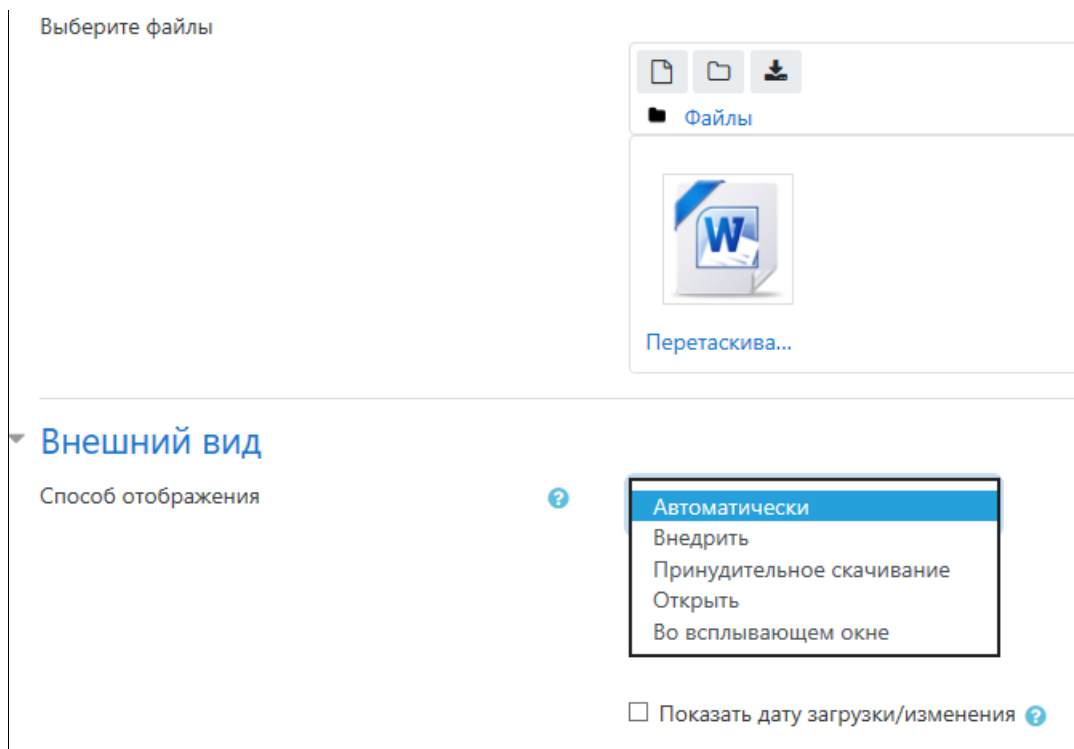 Выберите файлы
Файлы
W
Перетаскива...
Внешний вид
Способ отображения
?
Автоматически
Внедрить
Принудительное скачивание
Открыть
Во всплывающем окне
Показать дату загрузки/изменения ?